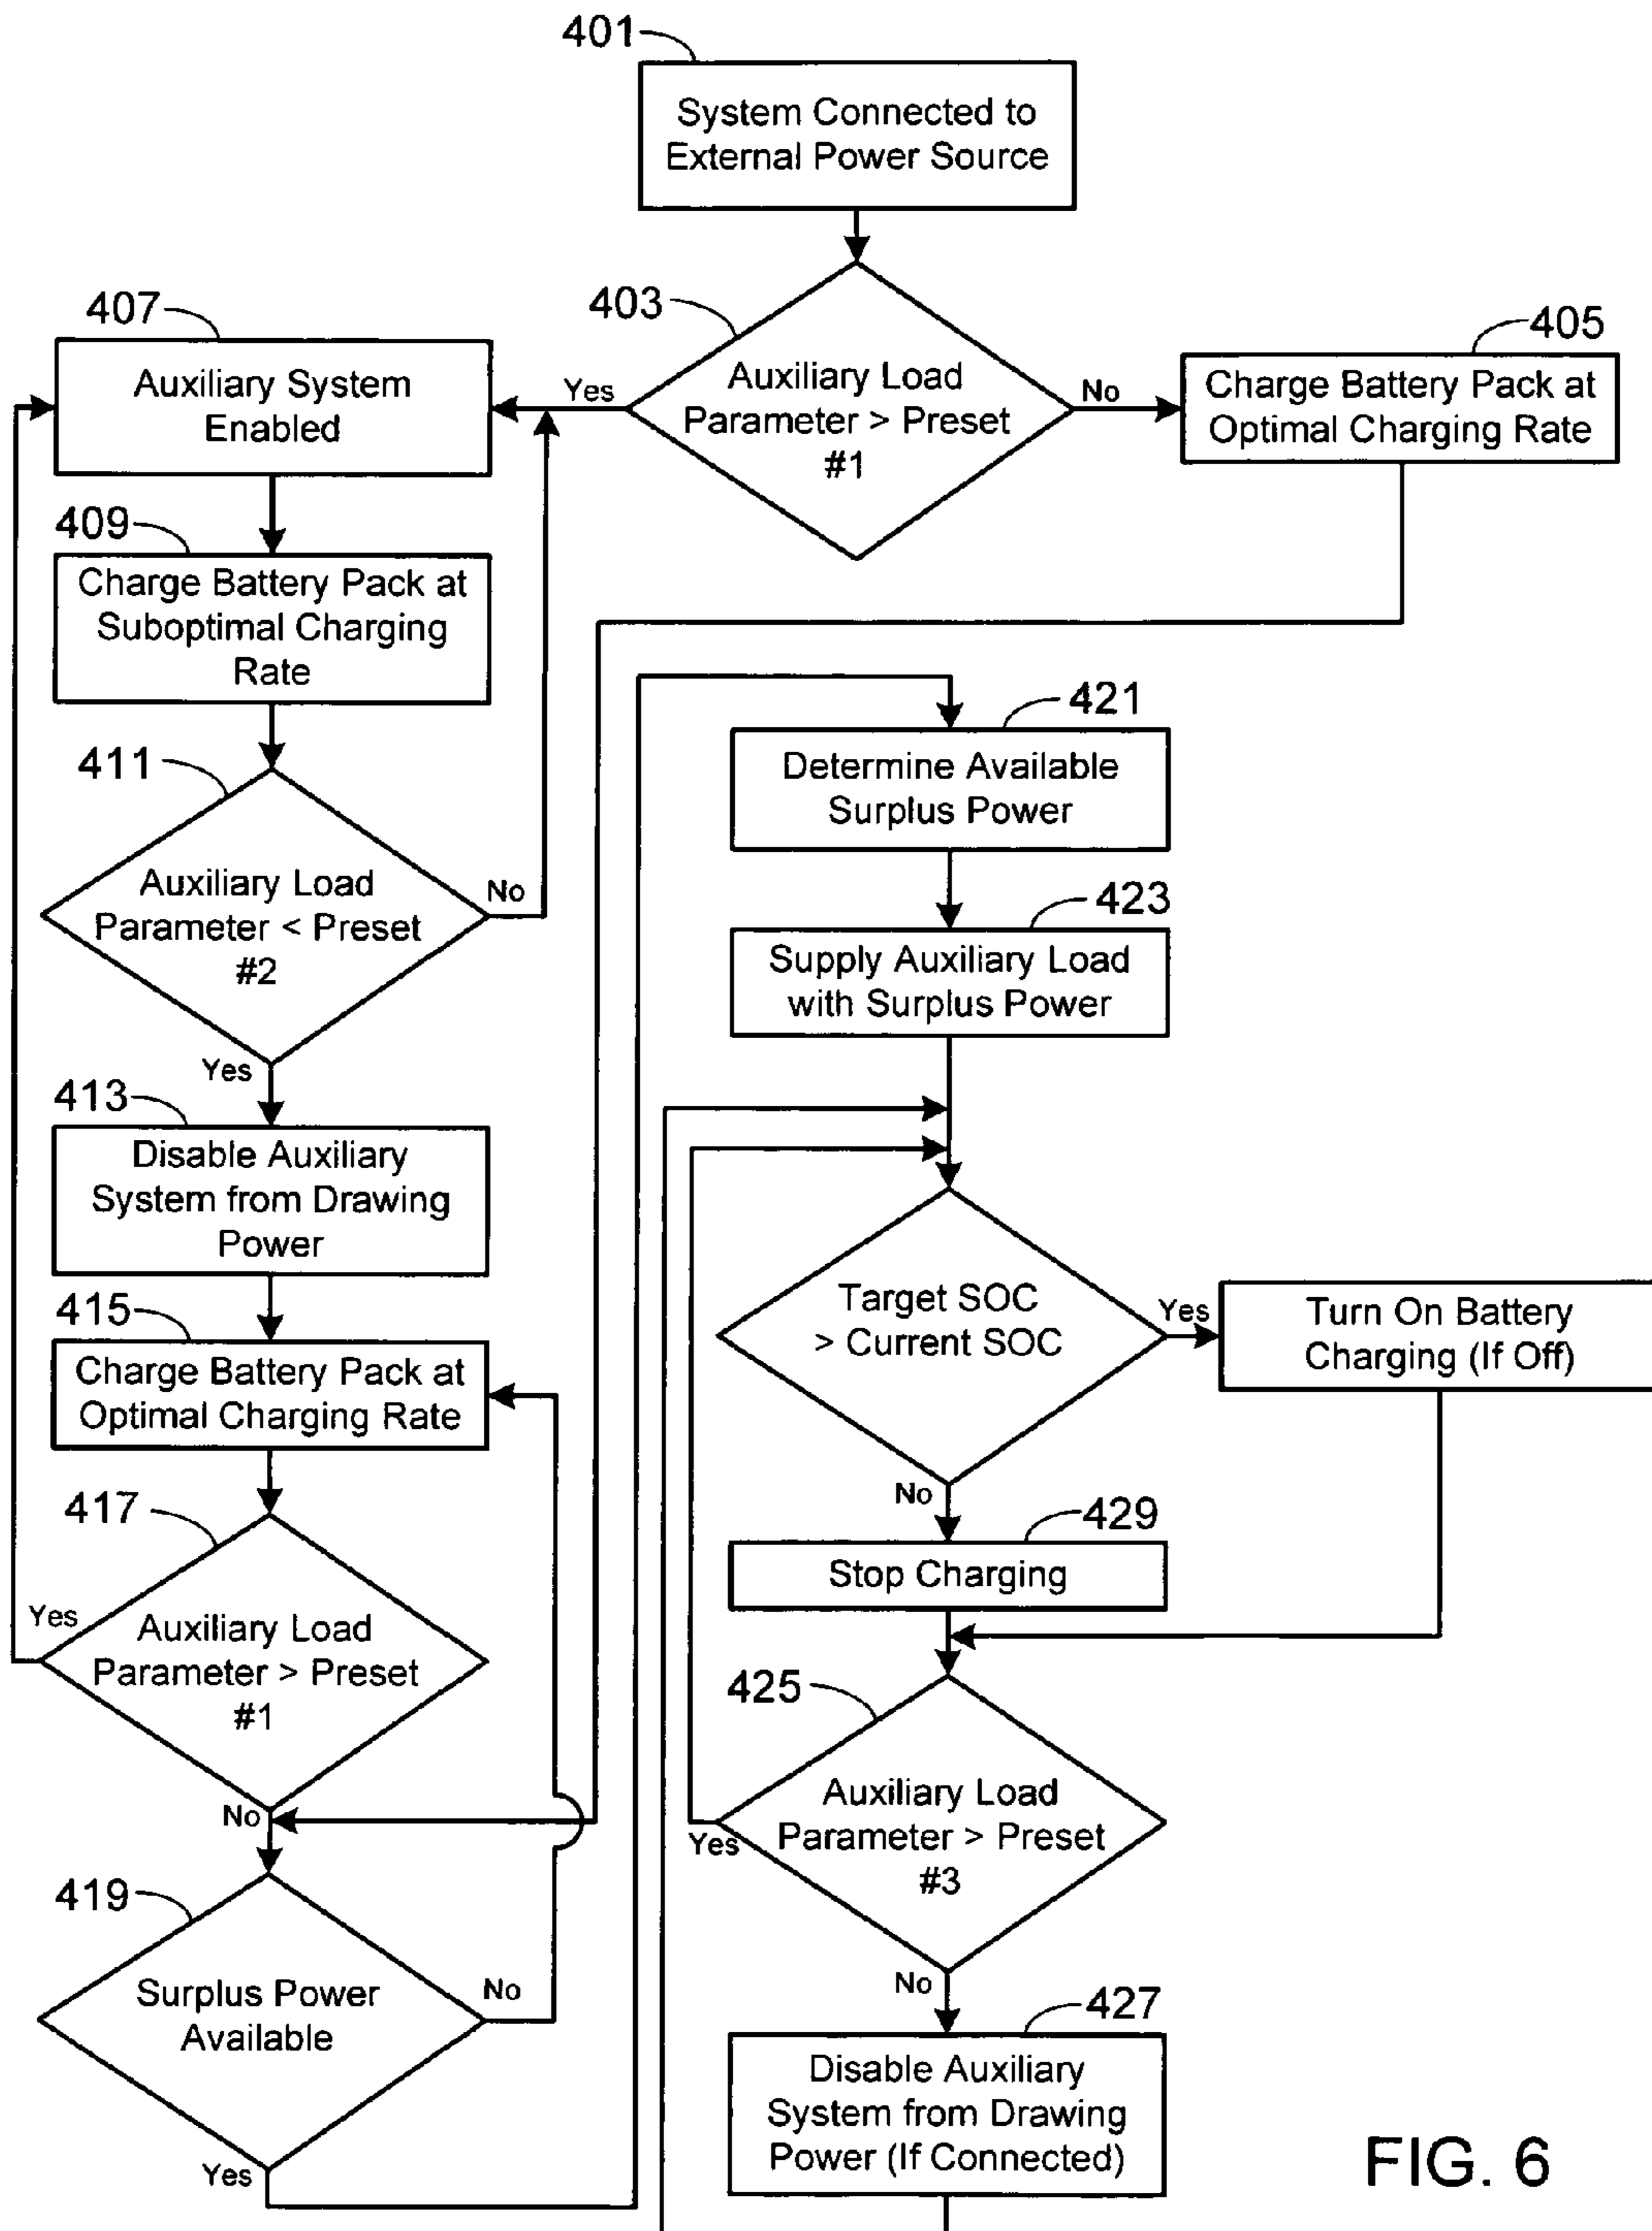 401
System Connected to
External Power Source
403
Auxiliary Load
Parameter > Preset
#1
Yes
No
405
Charge Battery Pack at
Optimal Charging Rate
407
Auxiliary System
Enabled
409
Charge Battery Pack at
Suboptimal Charging
Rate
411
Auxiliary Load
Parameter < Preset
#2
No
Yes
413
Disable Auxiliary
System from Drawing
Power
415
Charge Battery Pack at
Optimal Charging Rate
417
Auxiliary Load
Parameter > Preset
#1
Yes
No
419
Surplus Power
Available
No
Yes
421
Determine Available
Surplus Power
423
Supply Auxiliary Load
with Surplus Power
Target SOC
> Current SOC
Yes
Turn On Battery
Charging (If Off)
No
429
Stop Charging
425
Auxiliary Load
Parameter > Preset
#3
Yes
No
427
Disable Auxiliary
System from Drawing
Power (If Connected)
FIG. 6